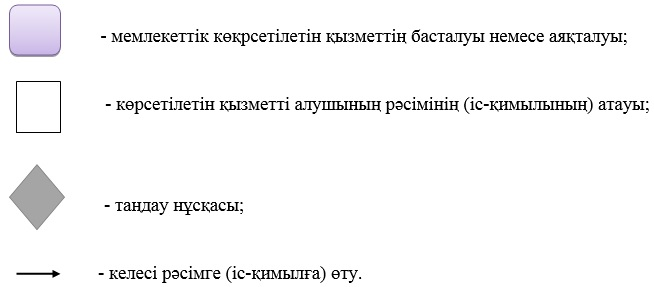 - мемлекеттік көқрсетілетін қызметтің басталуы немесе аяқталуы;
- көрсетілетін қызметті алушының рәсімінің (іс-қимылының) атауы;
- таңдау нұсқасы;
- келесі рәсімге (іс-қимылға) өту.